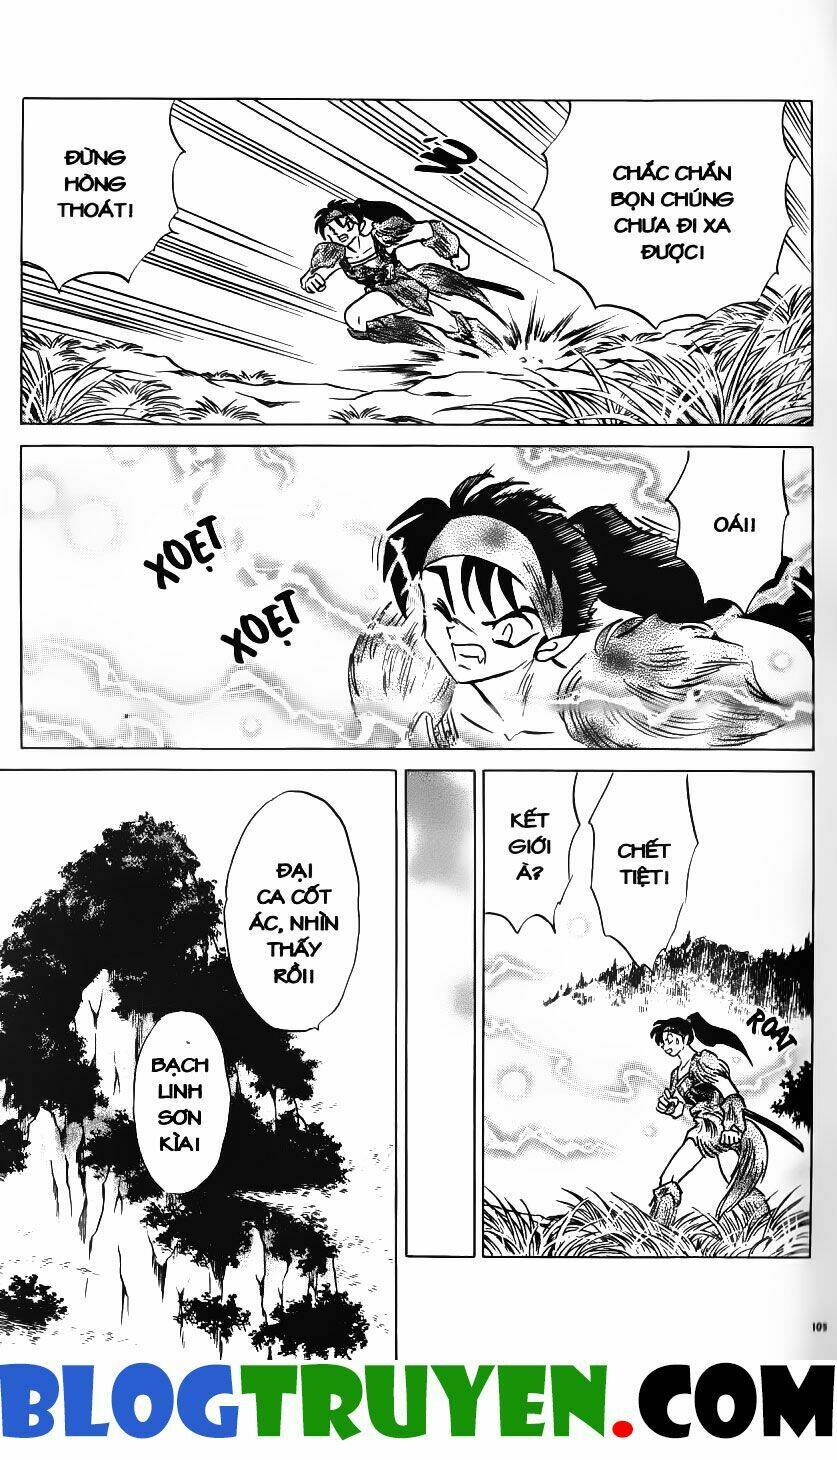 CHẮC CHẮN
BỌN CHÚNG
CHƯA ĐI XA
ĐƯỢC!
VÚ
ĐỪNG
HÒNG
THOÁT!
OÁI!
XOẸT
XOẸT
CHẾT
TIỆT!
KẾT
GIỚI
À?
ROẠT
ĐẠI
CA CỐT
ÁC, NHÌN
THẤY
RỒI!
BẠCH
LINH
SƠN
KÌA!
BLOGTRUYEN.COM